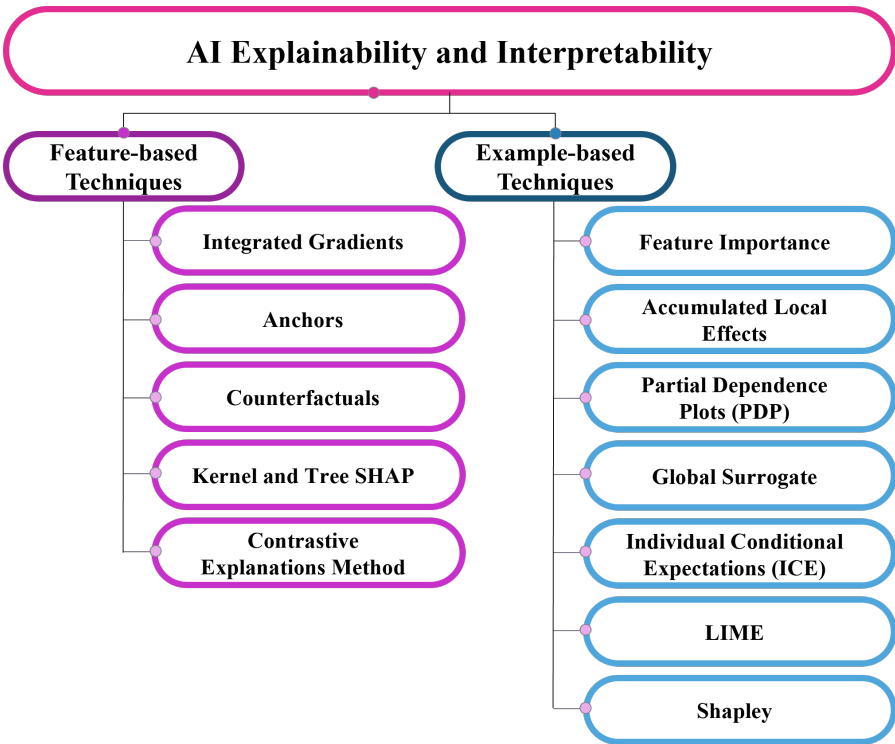 AI Explainability and Interpretability
Feature-based
Techniques
Integrated Gradients
Anchors
Counterfactuals
Kernel and Tree SHAP
Contrastive
Explanations Method
Example-based
Techniques
Feature Importance
Accumulated Local
Effects
Partial Dependence
Plots (PDP)
Global Surrogate
Individual Conditional
Expectations (ICE)
LIME
Shapley